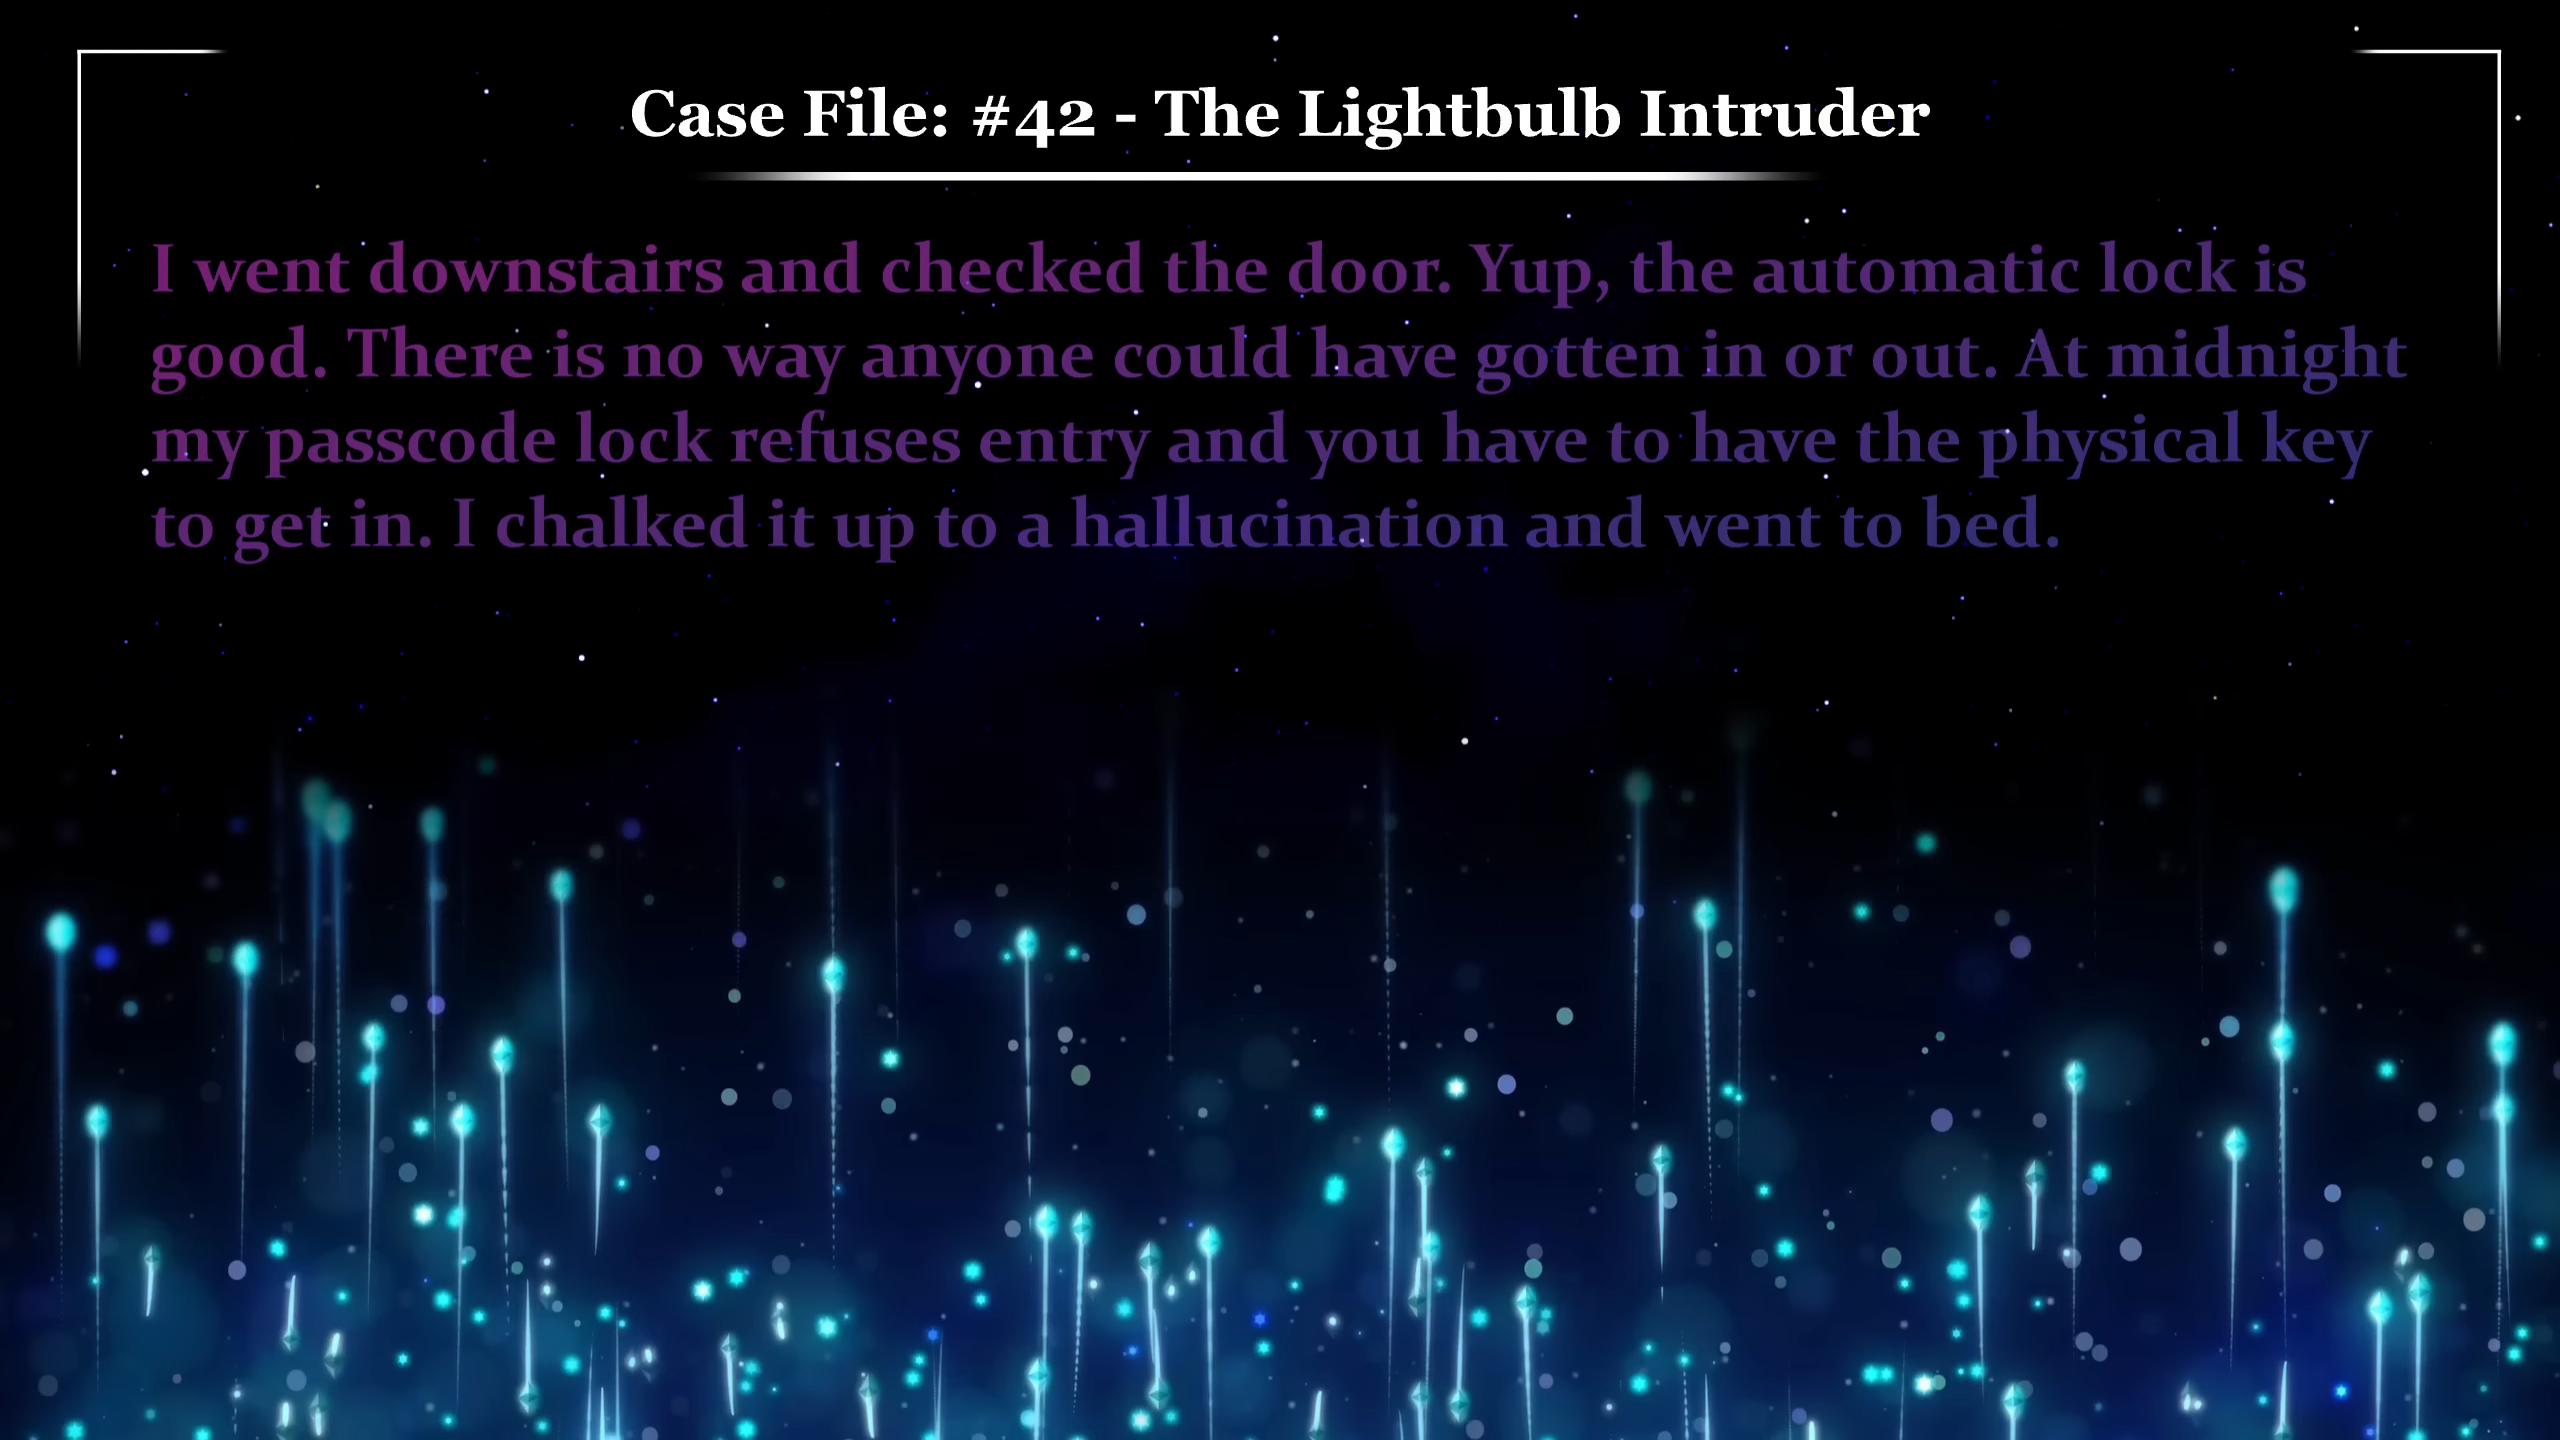 Case File: #42 - The Lightbulb Intruder
I went downstairs and checked the door. Yup, the automatic lock is
good. There is no way anyone could have gotten in or out. At midnight
my passcode lock refuses entry and you have to have the physical key
to get in. I chalked it up to a hallucination and went to bed.